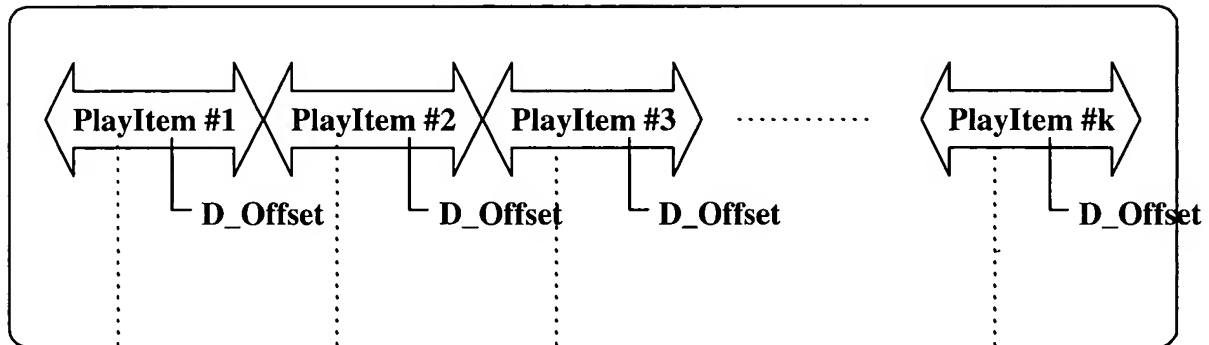 PlayItem #1 PlayItem #2 PlayItem #3 ............ PlayItem #k
D_Offset D_Offset D_Offset D_Offset